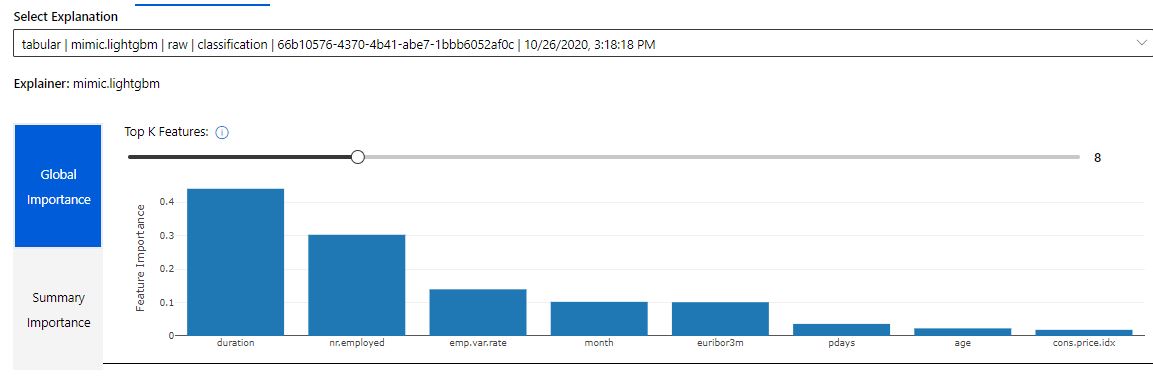 Select Explanation
tabular | mimic.lightgbm | raw | classification | 66b10576-4370-4b41-abe7-1bbb6052af0c | 10/26/2020, 3:18:18 PM
Explainer: mimic.lightgbm
Top K Features:
8
Global
Importance
Summary
Importance
Feature Importance
0.4
0.3
0.2
0.1
0
duration nr.employed emp.var.rate month euribor3m pdays age cons.price.idx